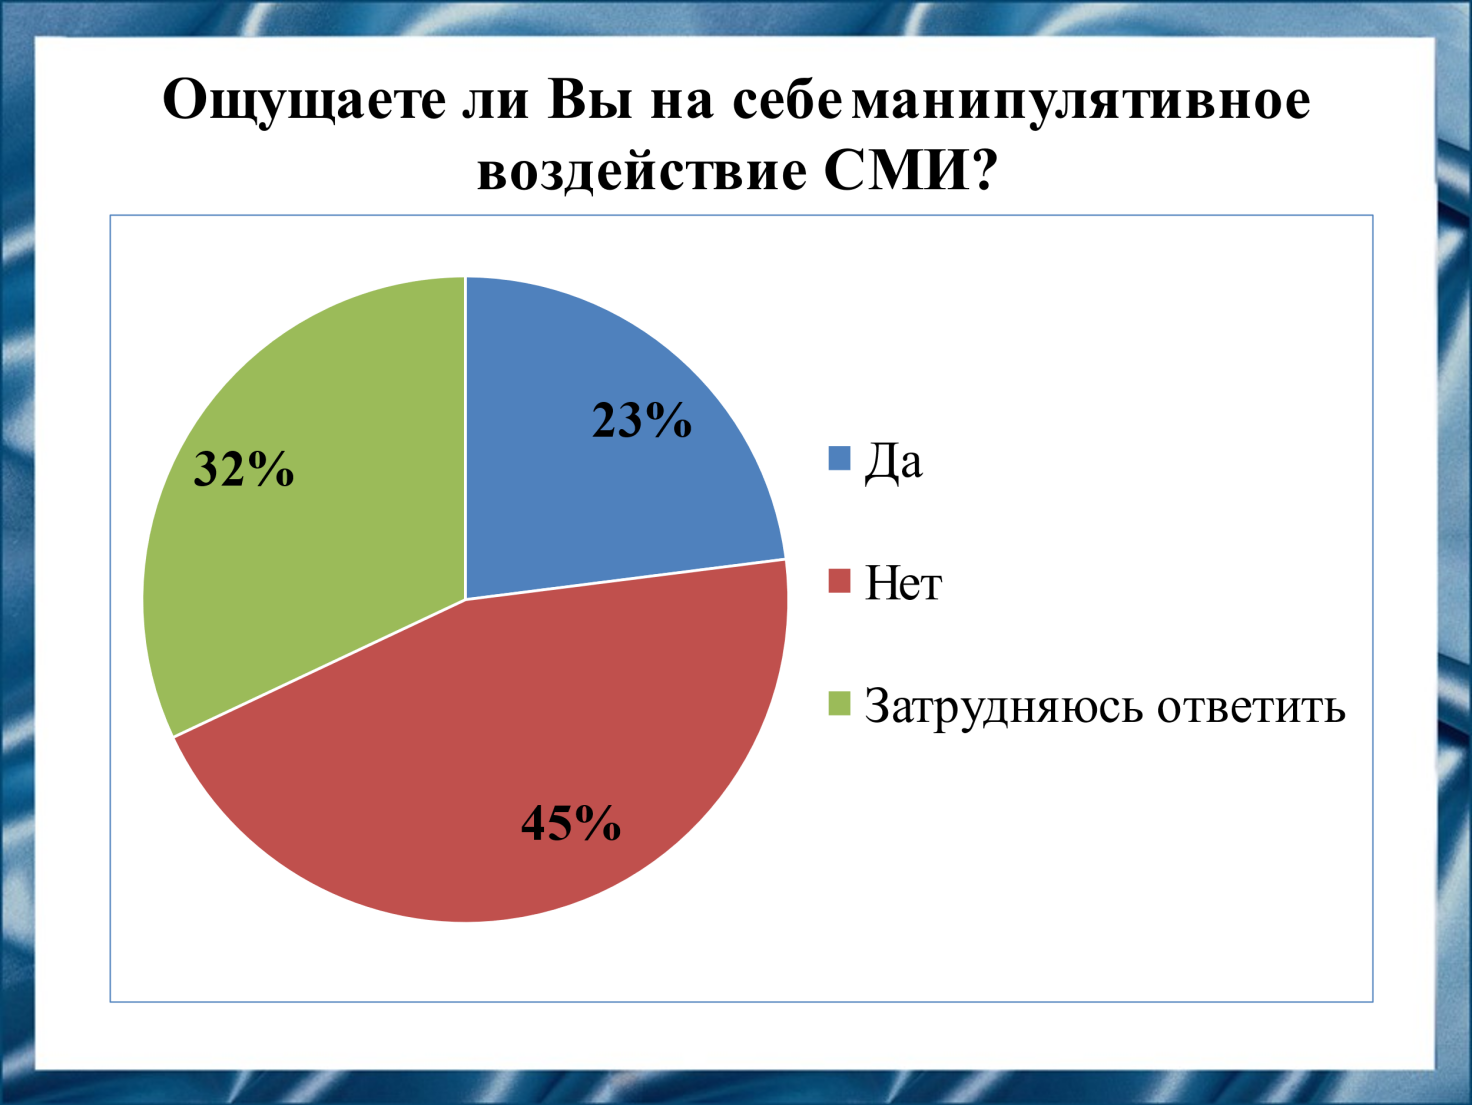 Ощущаете ли Вы на себе манипулятивное
воздействие СМИ?
23%
32%
45%
Да
Нет
Затрудняюсь ответить